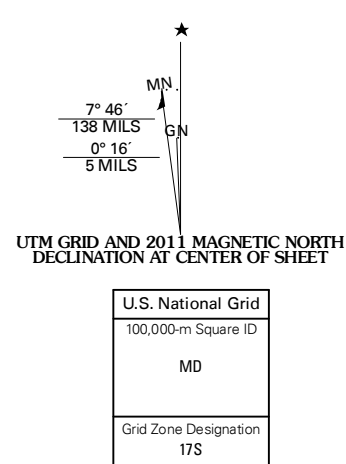 MN
7° 46´
138 MILS
GN
0° 16´
5 MILS
UTM GRID AND 2011 MAGNETIC NORTH
DECLINATION AT CENTER OF SHEET
U.S. National Grid
100,000-m Square ID
MD
Grid Zone Designation
17S